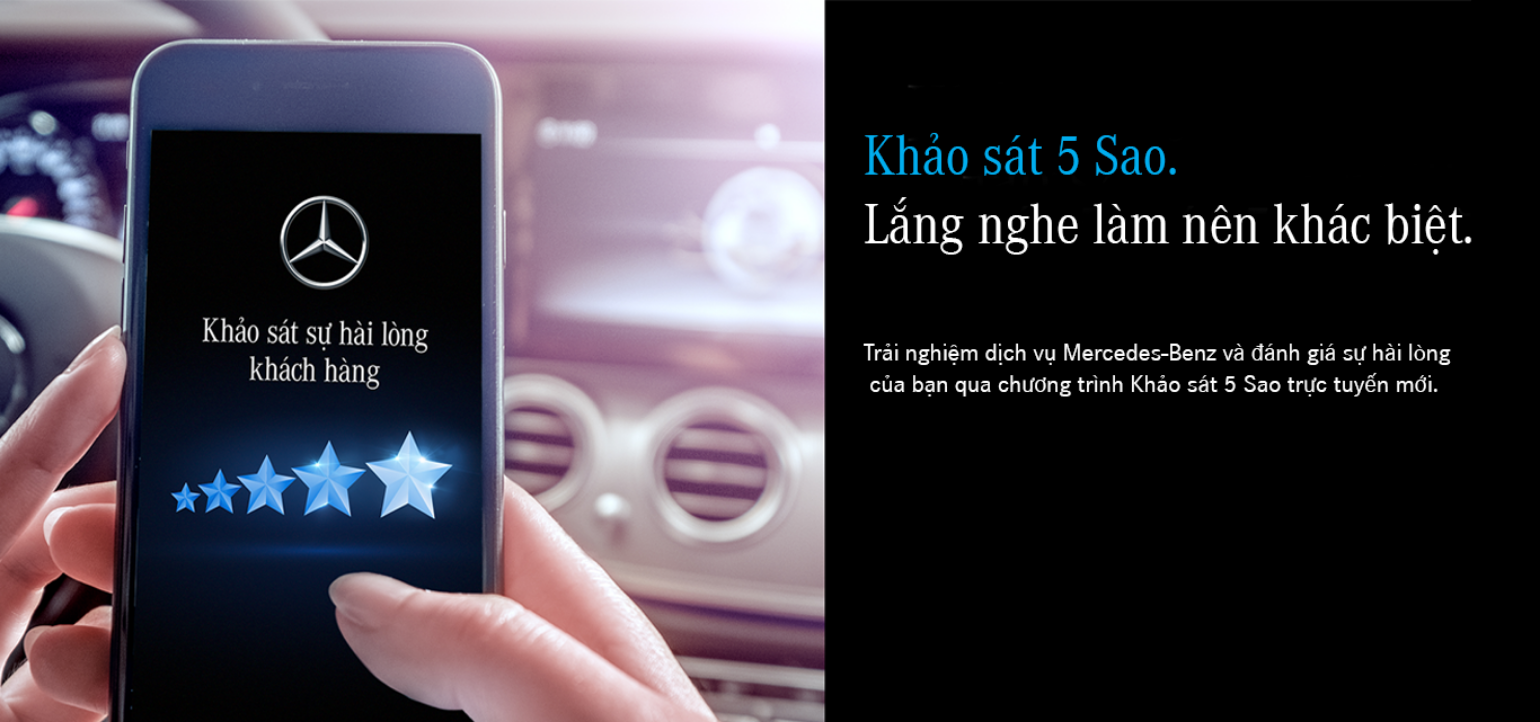 Khảo sát sự hài lòng
khách hàng
Khảo sát 5 Sao.
Lắng nghe làm nên khác biệt.
Trải nghiệm dịch vụ Mercedes-Benz và đánh giá sự hài lòng
của bạn qua chương trình Khảo sát 5 Sao trực tuyến mới.